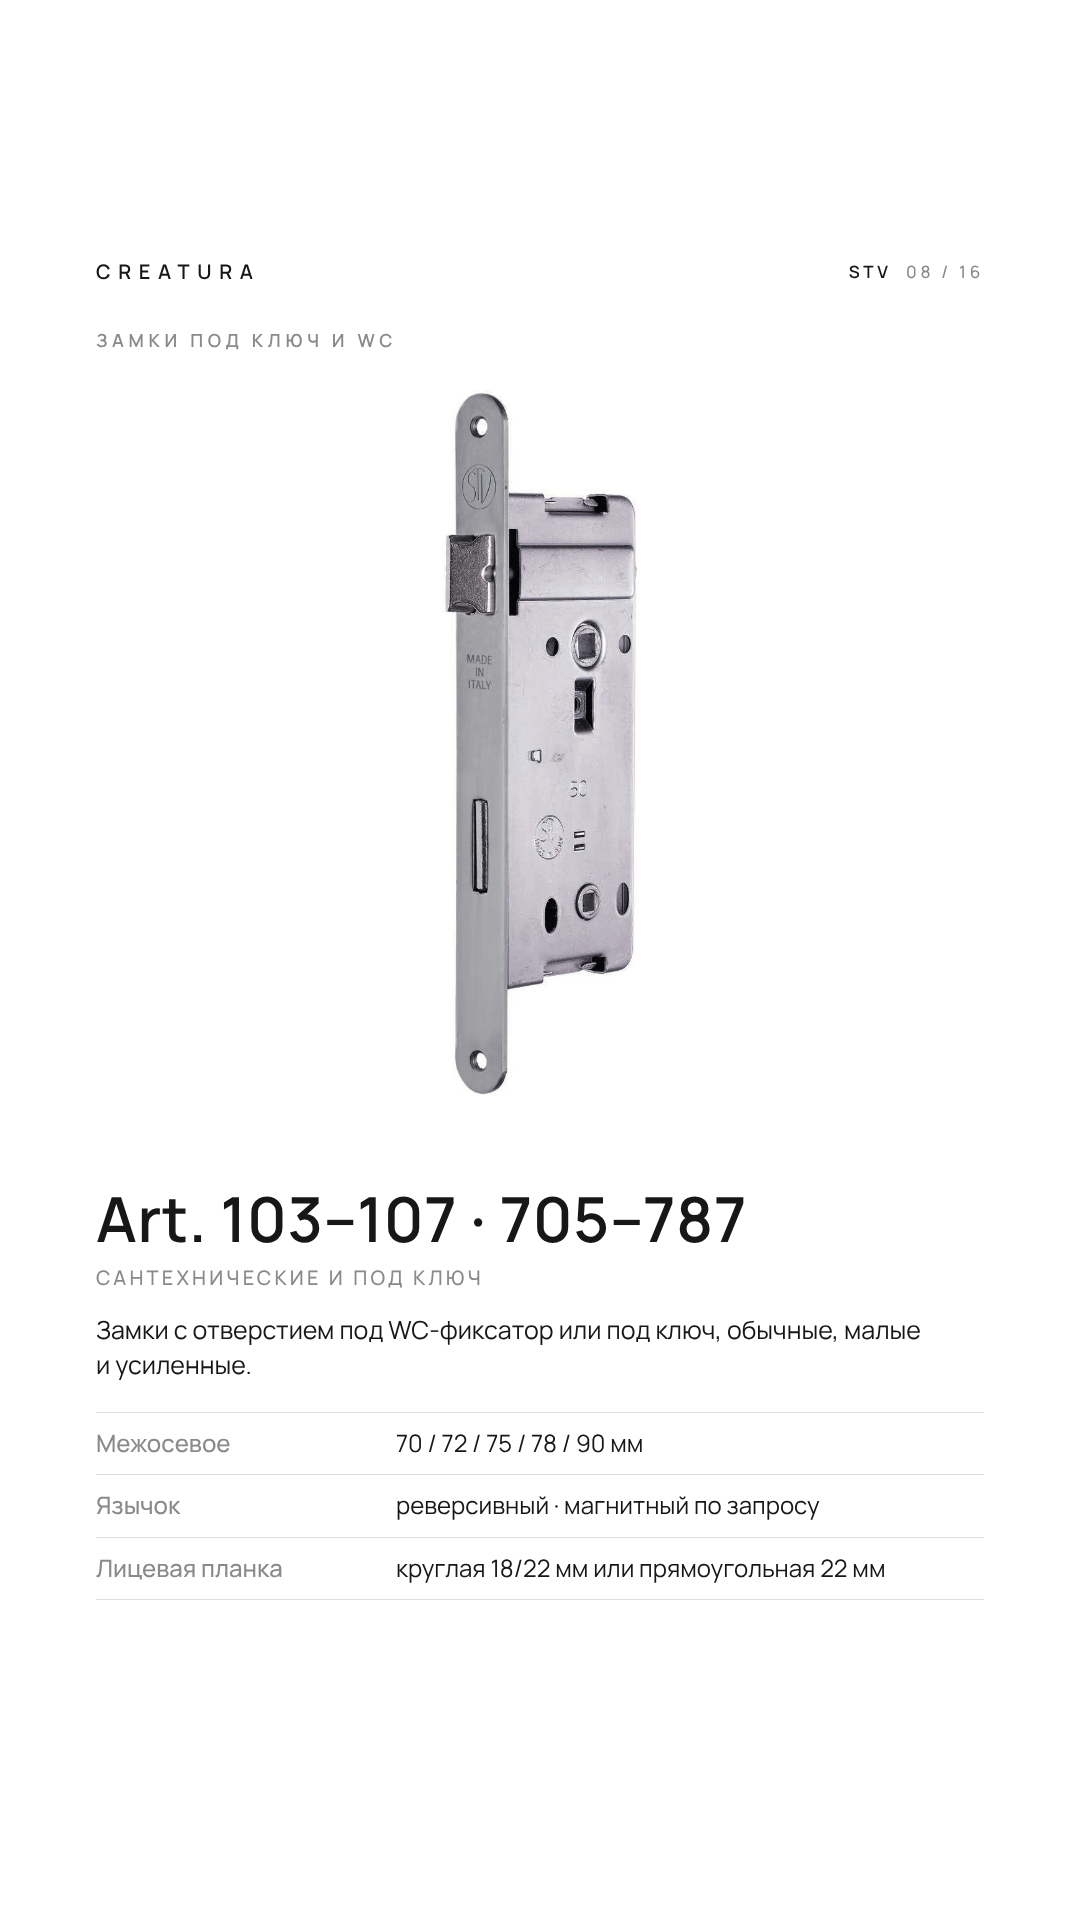 CREATURA
STV 08 / 16
ЗАМКИ ПОД КЛЮЧ И WC
STV
MADE
IN
ITALY
50
Art. 103–107 · 705–787
САНТЕХНИЧЕСКИЕ И ПОД КЛЮЧ
Замки с отверстием под WC-фиксатор или под ключ, обычные, малые
и усиленные.
Межосевое 70 / 72 / 75 / 78 / 90 мм
Язычок реверсивный · магнитный по запросу
Лицевая планка круглая 18/22 мм или прямоугольная 22 мм